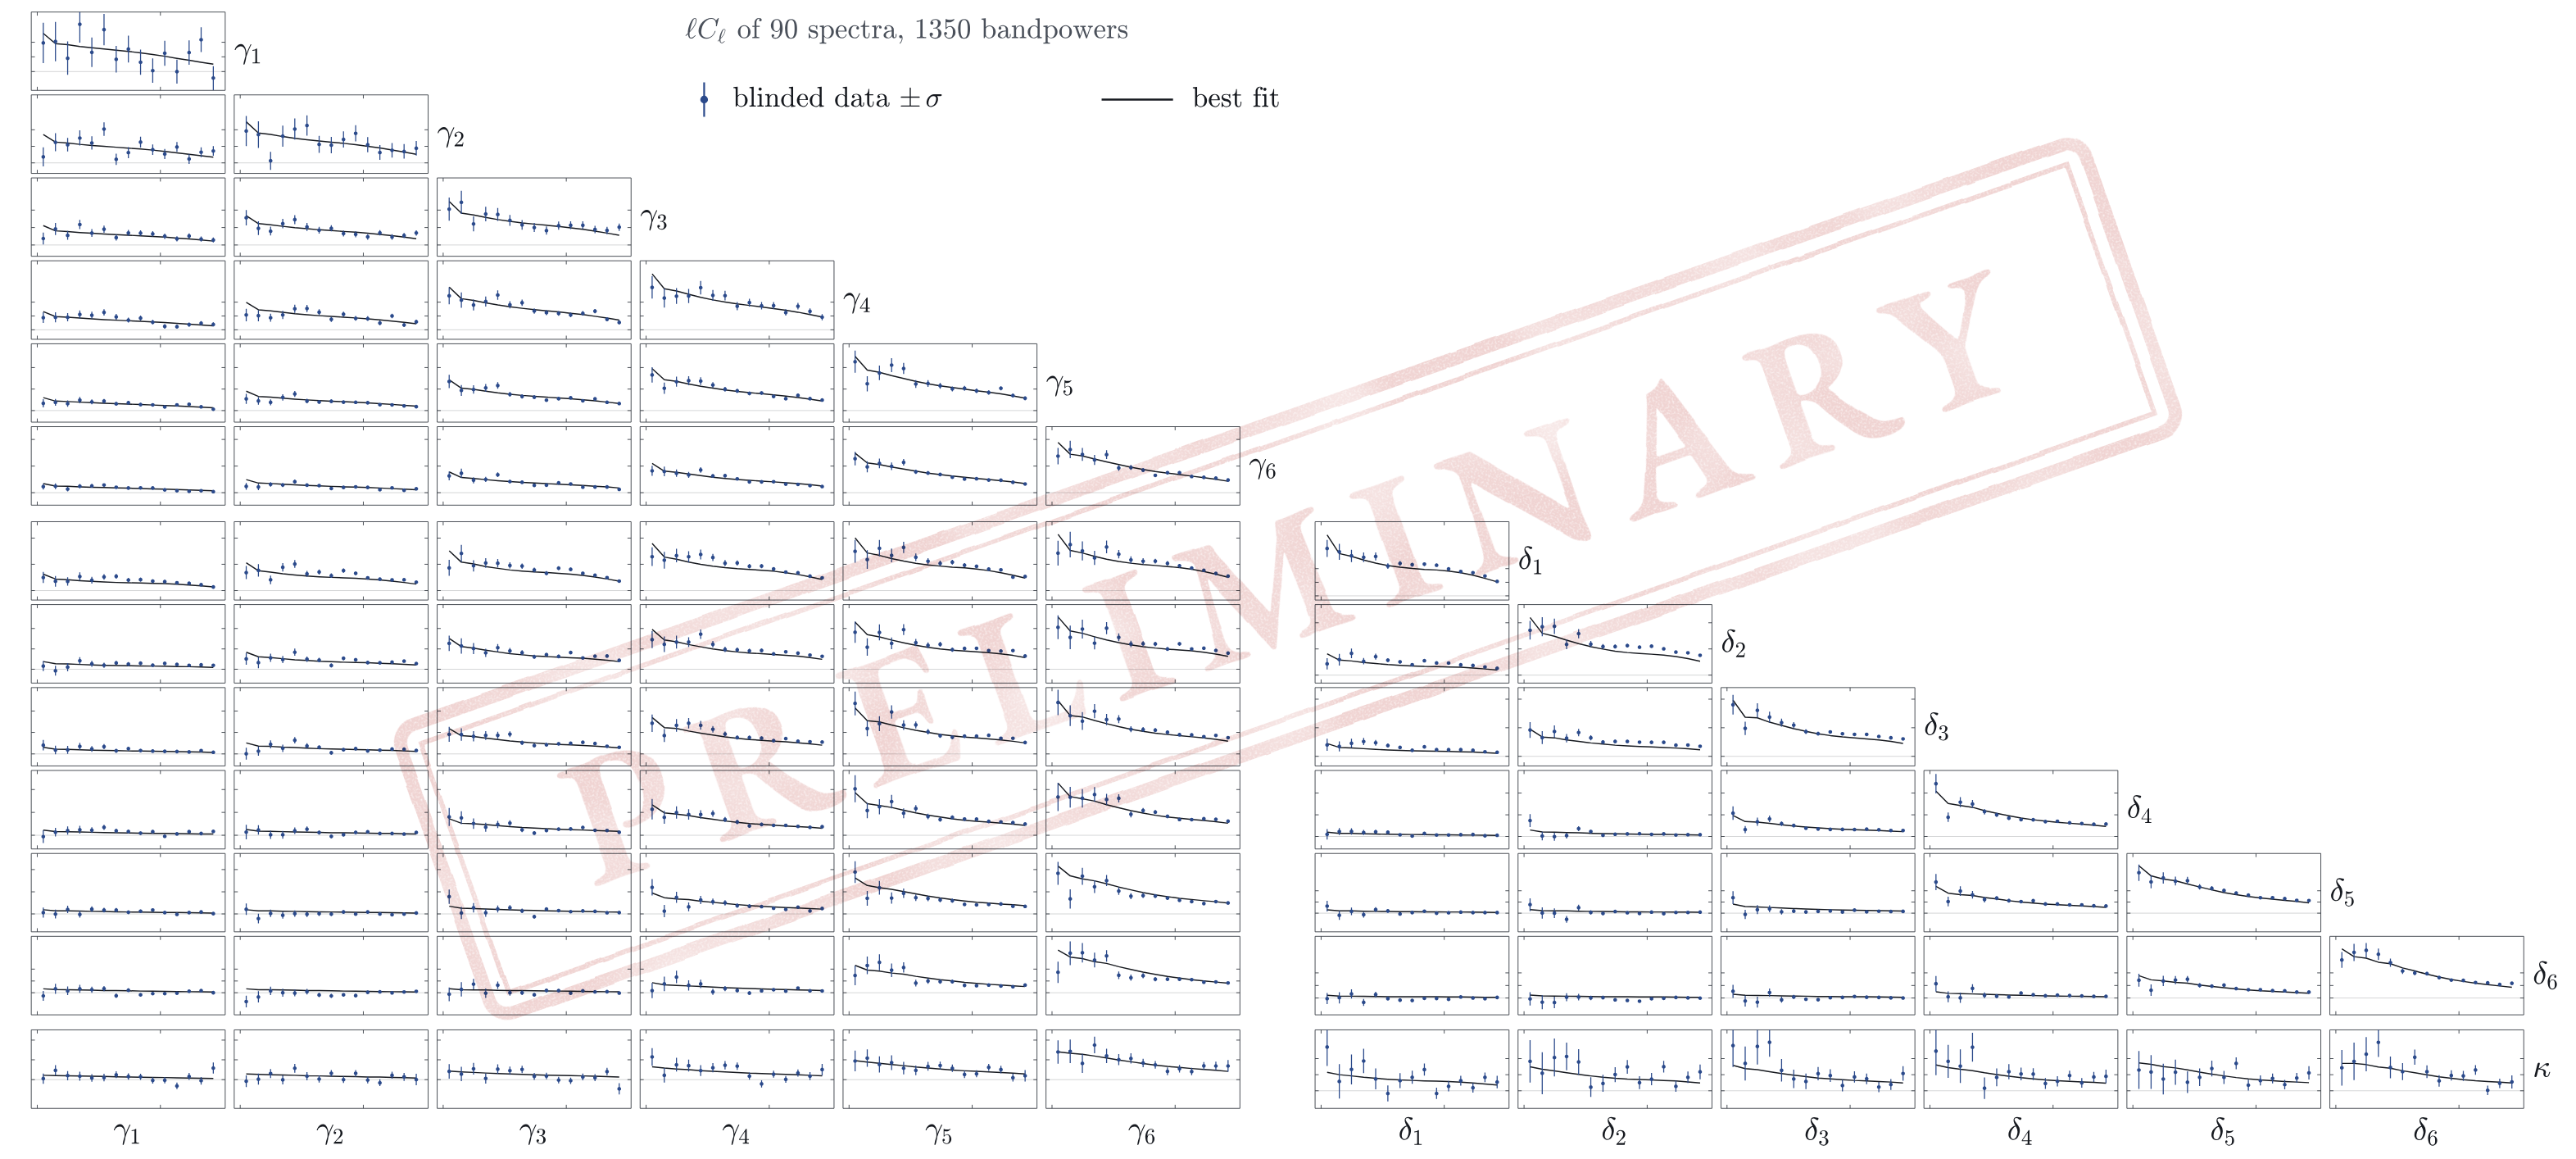 ℓCℓ of 90 spectra, 1350 bandpowers
γ1
blinded data ± σ
best fit
γ2
γ3
γ4
γ5
γ6
δ1
δ2
δ3
δ4
δ5
δ6
κ
γ1 γ2 γ3 γ4 γ5 γ6 δ1 δ2 δ3 δ4 δ5 δ6
PRELIMINARY